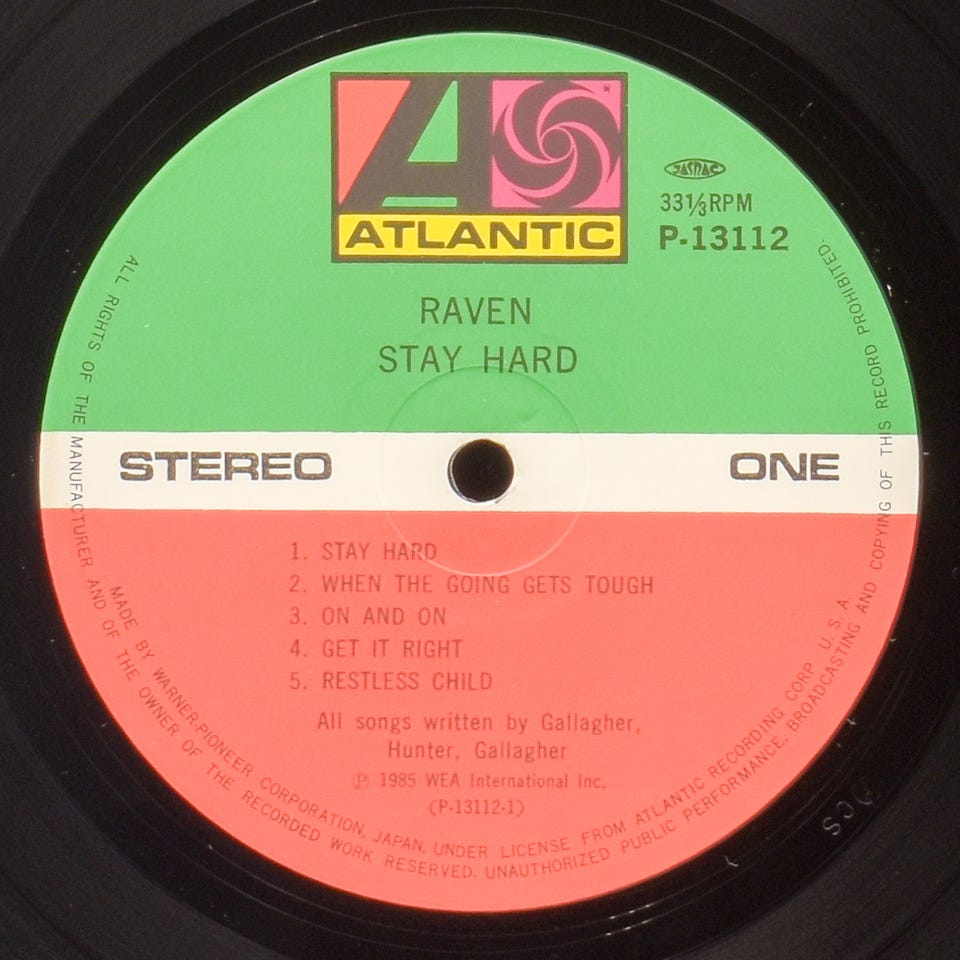 ATLANTIC
JASRAC
33⅓ RPM
P-13112
RAVEN
STAY HARD
STEREO
ONE
1. STAY HARD
2. WHEN THE GOING GETS TOUGH
3. ON AND ON
4. GET IT RIGHT
5. RESTLESS CHILD
All songs written by Gallagher,
Hunter, Gallagher
Ⓟ 1985 WEA International Inc.
(P-13112-1)
MADE BY WARNER-PIONEER CORPORATION, JAPAN, UNDER LICENSE FROM ATLANTIC RECORDING CORP. U.S.A.
ALL RIGHTS OF THE MANUFACTURER AND OF THE OWNER OF THE RECORDED WORK RESERVED. UNAUTHORIZED PUBLIC PERFORMANCE, BROADCASTING AND COPYING OF THIS RECORD PROHIBITED.